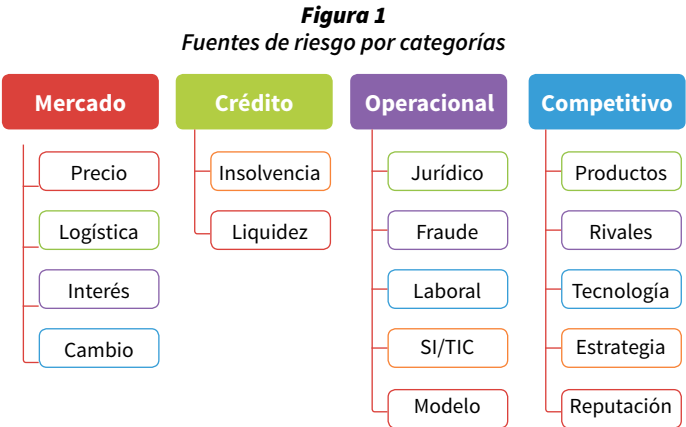 Figura 1
Fuentes de riesgo por categorías
Mercado
Precio
Logística
Interés
Cambio
Crédito
Insolvencia
Liquidez
Operacional
Jurídico
Fraude
Laboral
SI/TIC
Modelo
Competitivo
Productos
Rivales
Tecnología
Estrategia
Reputación